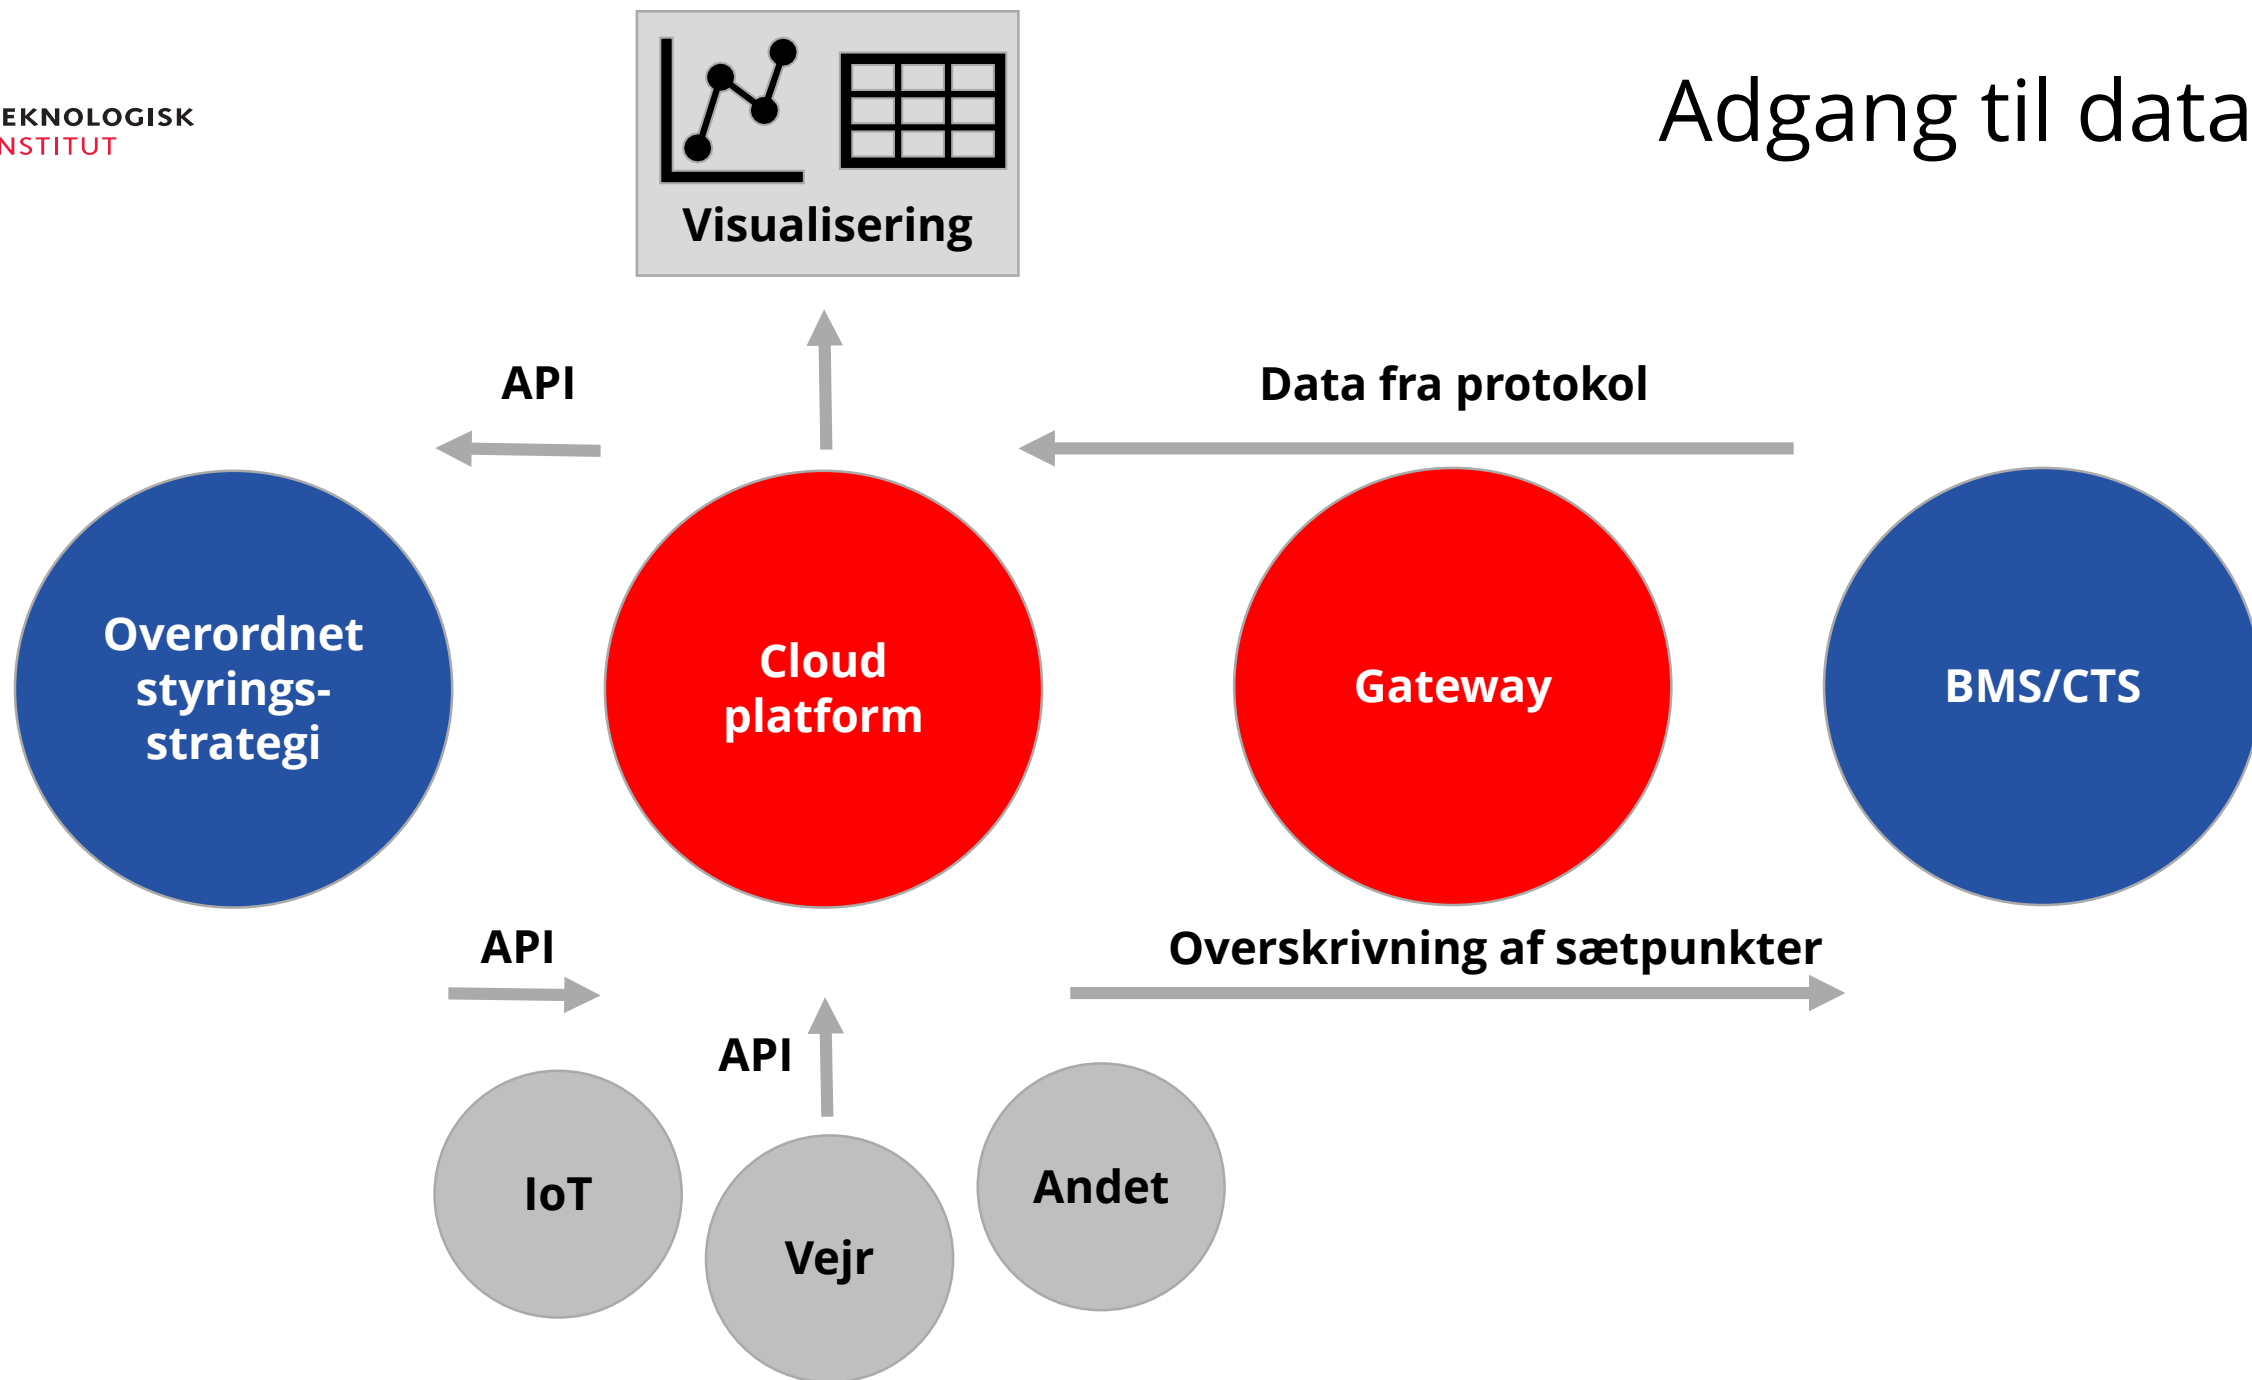 EKNOLOGISK
NSTITUT
Adgang til data
Visualisering
API
Data fra protokol
Overordnet
styrings-
strategi
Cloud
platform
Gateway
BMS/CTS
API
Overskrivning af sætpunkter
API
IoT
Vejr
Andet